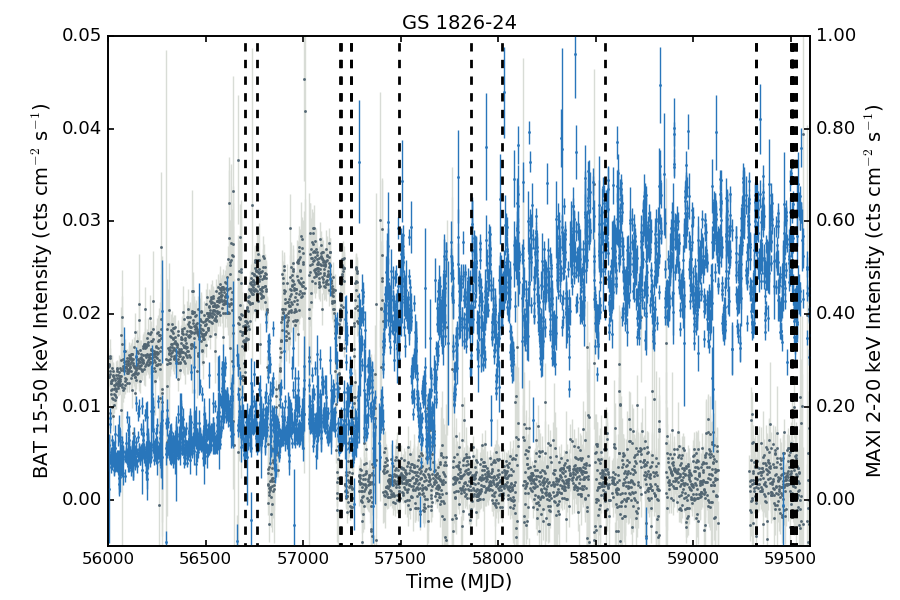 GS 1826-24
0.05 1.00
0.04 0.80
0.03 0.60
0.02 0.40
0.01 0.20
0.00 0.00
BAT 15-50 keV Intensity (cts cm⁻² s⁻¹)
MAXI 2-20 keV Intensity (cts cm⁻² s⁻¹)
56000 56500 57000 57500 58000 58500 59000 59500
Time (MJD)